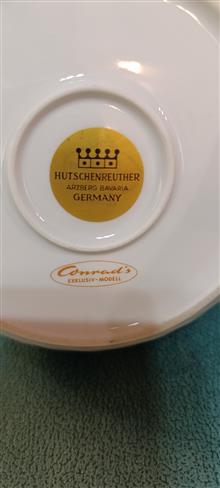 HUTSCHENREUTHER
ARZBERG BAVARIA
GERMANY
Conrad's
EXKLUSIV-MODELL